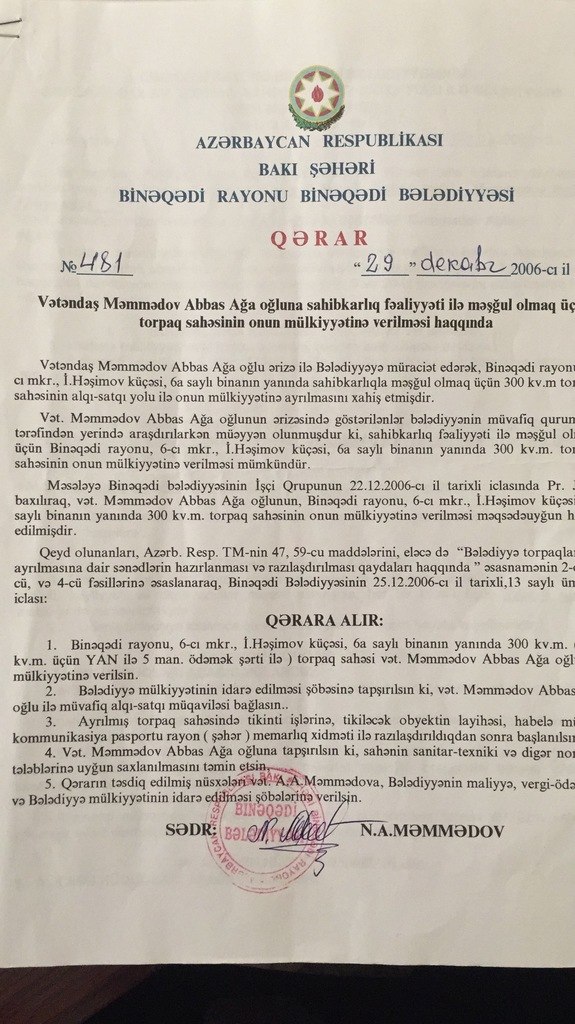 AZƏRBAYCAN RESPUBLİKASI
BAKI ŞƏHƏRİ
BİNƏQƏDİ RAYONU BİNƏQƏDİ BƏLƏDİYYƏSİ
QƏRAR
№ 481 “ 29 ” декабг 2006-cı il
Vətəndaş Məmmədov Abbas Ağa oğluna sahibkarlıq fəaliyyəti ilə məşğul olmaq üç
torpaq sahəsinin onun mülkiyyətinə verilməsi haqqında
Vətəndaş Məmmədov Abbas Ağa oğlu ərizə ilə Bələdiyyəyə müraciət edərək, Binəqədi rayonu
cı mkr., İ.Həşimov küçəsi, 6a saylı binanın yanında sahibkarlıqla məşğul olmaq üçün 300 kv.m tor
sahəsinin alqı-satqı yolu ilə onun mülkiyyətinə ayrılmasını xahiş etmişdir.
Vət. Məmmədov Abbas Ağa oğlunun ərizəsində göstərilənlər bələdiyyənin müvafiq qurum
tərəfindən yerində araşdırılarkən müəyyən olunmuşdur ki, sahibkarlıq fəaliyyəti ilə məşğul ol
üçün Binəqədi rayonu, 6-cı mkr., İ.Həşimov küçəsi, 6a saylı binanın yanında 300 kv.m. tor
sahəsinin onun mülkiyyətinə verilməsi mümkündür.
Məsələyə Binəqədi bələdiyyəsinin İşçi Qrupunun 22.12.2006-cı il tarixli iclasında Pr.
baxılıraq, vət. Məmmədov Abbas Ağa oğlunun, Binəqədi rayonu, 6-cı mkr., İ.Həşimov küçəsi
saylı binanın yanında 300 kv.m. torpaq sahəsinin onun mülkiyyətinə verilməsi məqsədəuyğun h
edilmişdir.
Qeyd olunanları, Azərb. Resp. TM-nin 47, 59-cu maddələrini, eləcə də “Bələdiyyə torpaqla
ayrılmasına dair sənədlərin hazırlanması və razılaşdırılması qaydaları haqqında ” əsasnamənin 2-c
cü, və 4-cü fəsillərinə əsaslanaraq, Binəqədi Bələdiyyəsinin 25.12.2006-cı il tarixli,13 saylı üm
iclası:
QƏRARA ALIR:
1. Binəqədi rayonu, 6-cı mkr., İ.Həşimov küçəsi, 6a saylı binanın yanında 300 kv.m. (
kv.m. üçün YAN ilə 5 man. ödəmək şərti ilə ) torpaq sahəsi vət. Məmmədov Abbas Ağa oğl
mülkiyyətinə verilsin.
2. Bələdiyyə mülkiyyətinin idarə edilməsi şöbəsinə tapşırılsın ki, vət. Məmmədov Abbas
oğlu ilə müvafiq alqı-satqı müqaviləsi bağlasın..
3. Ayrılmış torpaq sahəsində tikinti işlərinə, tikiləcək obyektin layihəsi, habelə mü
kommunikasiya pasportu rayon ( şəhər ) memarlıq xidməti ilə razılaşdırıldıqdan sonra başlanılsın
4. Vət. Məmmədov Abbas Ağa oğluna tapşırılsın ki, sahənin sanitar-texniki və digər nor
tələblərinə uyğun saxlanılmasını təmin etsin.
5. Qərarın təsdiq edilmiş nüsxələri vət. A.A.Məmmədova, Bələdiyyənin maliyyə, vergi-ödə
və Bələdiyyə mülkiyyətinin idarə edilməsi şöbələrinə verilsin.
SƏDR: N.A.MƏMMƏDOV
BİNƏQƏDİ